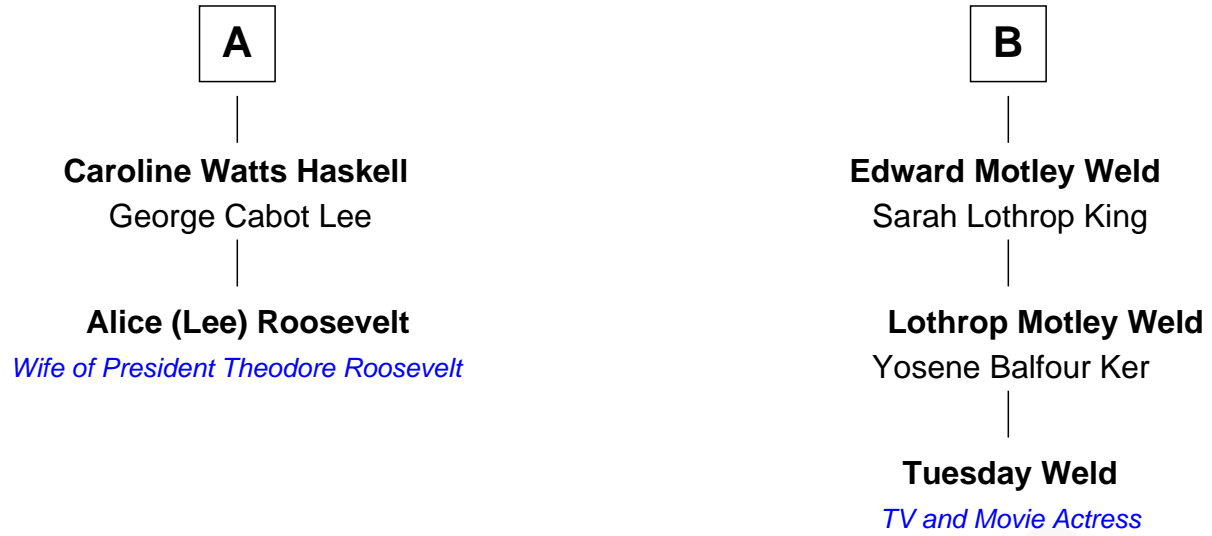 A
Caroline Watts Haskell
George Cabot Lee
Alice (Lee) Roosevelt
Wife of President Theodore Roosevelt
B
Edward Motley Weld
Sarah Lothrop King
Lothrop Motley Weld
Yosene Balfour Ker
Tuesday Weld
TV and Movie Actress